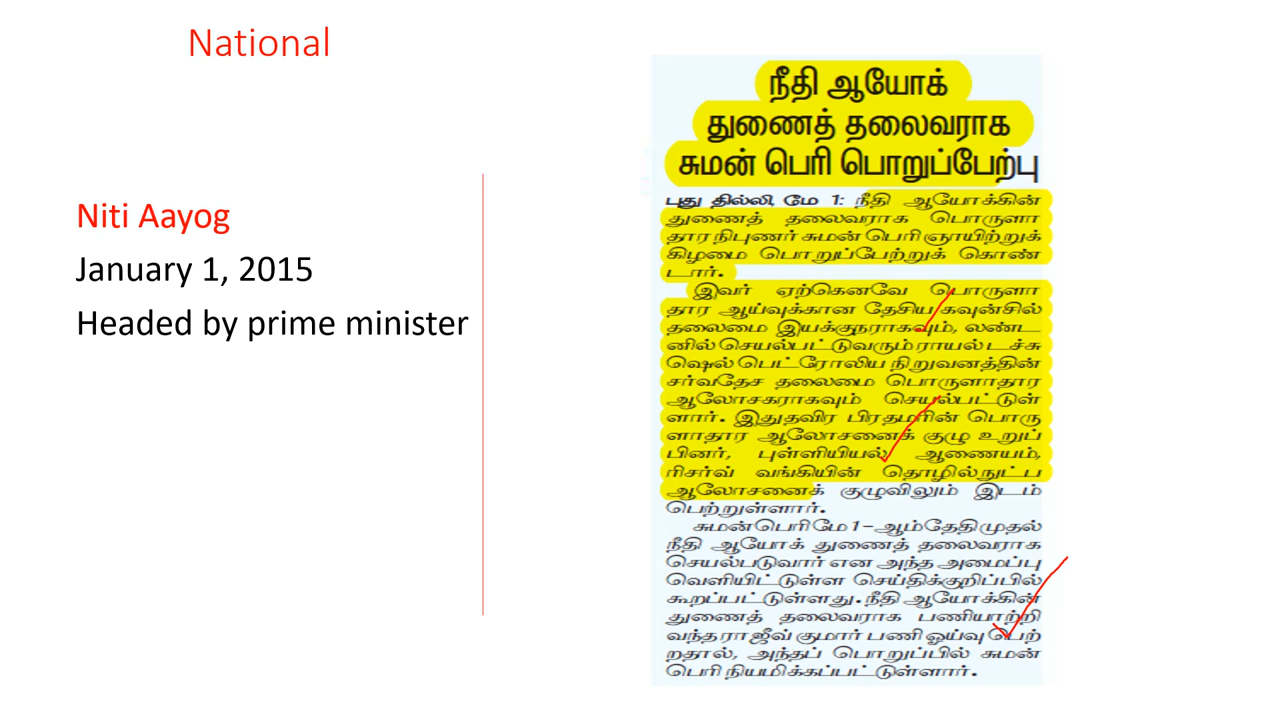 National
Niti Aayog
January 1, 2015
Headed by prime minister
நீதி ஆயோக்
துணைத் தலைவராக
சுமன் பெரி பொறுப்பேற்பு
புது தில்லி, மே 1: நீதி ஆயோக்கின்
துணைத் தலைவராக பொருளா
தார நிபுணர் சுமன் பெரி ஞாயிற்றுக்
கிழமை பொறுப்பேற்றுக் கொண்
டார்.
இவர் ஏற்கெனவே பொருளா
தார ஆய்வுக்கான தேசிய கவுன்சில்
தலைமை இயக்குநராகவும், லண்ட
னில் செயல்பட்டுவரும் ராயல் டச்சு
ஷெல் பெட்ரோலிய நிறுவனத்தின்
சர்வதேச தலைமை பொருளாதார
ஆலோசகராகவும் செயல்பட்டுள்
ளார். இதுதவிர பிரதமரின் பொரு
ளாதார ஆலோசனைக் குழு உறுப்
பினர், புள்ளியியல் ஆணையம்,
ரிசர்வ் வங்கியின் தொழில்நுட்ப
ஆலோசனைக் குழுவிலும் இடம்
பெற்றுள்ளார்.
சுமன் பெரி மே 1-ஆம் தேதி முதல்
நீதி ஆயோக் துணைத் தலைவராக
செயல்படுவார் என அந்த அமைப்பு
வெளியிட்டுள்ள செய்திக்குறிப்பில்
கூறப்பட்டுள்ளது. நீதி ஆயோக்கின்
துணைத் தலைவராக பணியாற்றி
வந்த ராஜீவ் குமார் பணி ஓய்வு பெற்
றதால், அந்தப் பொறுப்பில் சுமன்
பெரி நியமிக்கப்பட்டுள்ளார்.